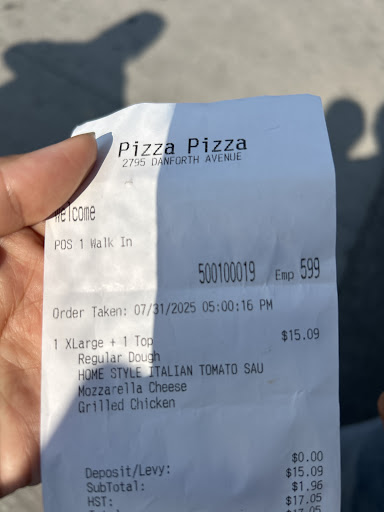 Pizza Pizza
2795 DANFORTH AVENUE
Welcome
POS 1 Walk In
500100019 Emp 599
Order Taken: 07/31/2025 05:00:16 PM
1 XLarge + 1 Top $15.09
Regular Dough
HOME STYLE ITALIAN TOMATO SAU
Mozzarella Cheese
Grilled Chicken
Deposit/Levy: $0.00
SubTotal: $15.09
HST: $1.96
$17.05